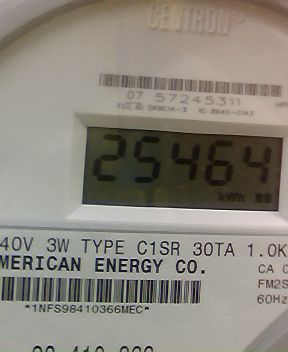 CENTRON
07 57245311
25464
kWh
40V 3W TYPE C1SR 30TA 1.0K
MERICAN ENERGY CO.
CA 0
FM2S
60Hz
*1NFS98410366MEC*